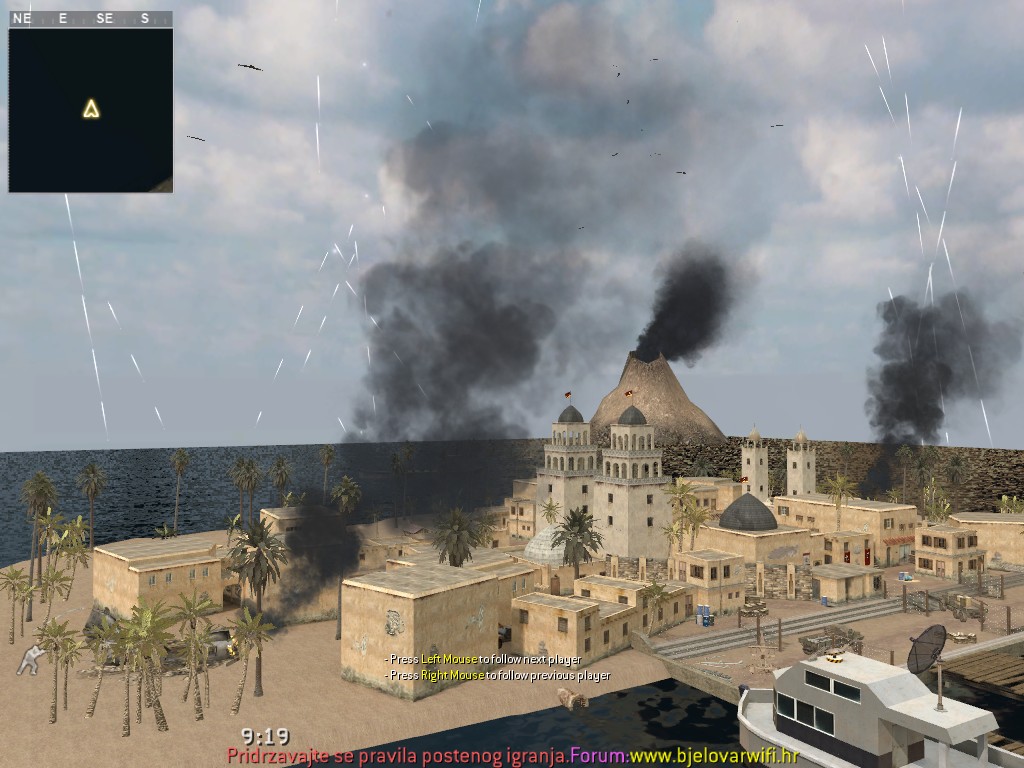 NE E SE S
- Press Left Mouse to follow next player
- Press Right Mouse to follow previous player
9:19
Pridrzavajte se pravila postenog igranja.Forum:www.bjelovarwifi.hr